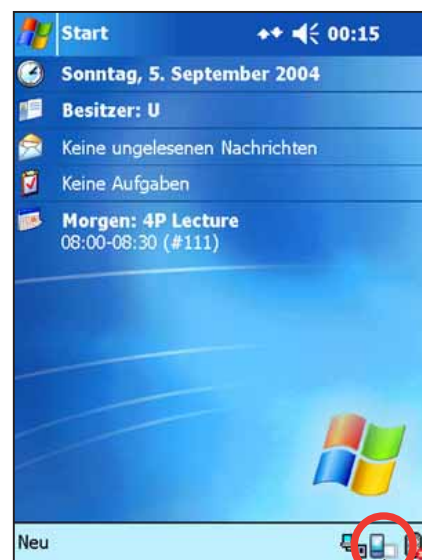 Start 00:15
Sonntag, 5. September 2004
Besitzer: U
Keine ungelesenen Nachrichten
Keine Aufgaben
Morgen: 4P Lecture
08:00-08:30 (#111)
Neu